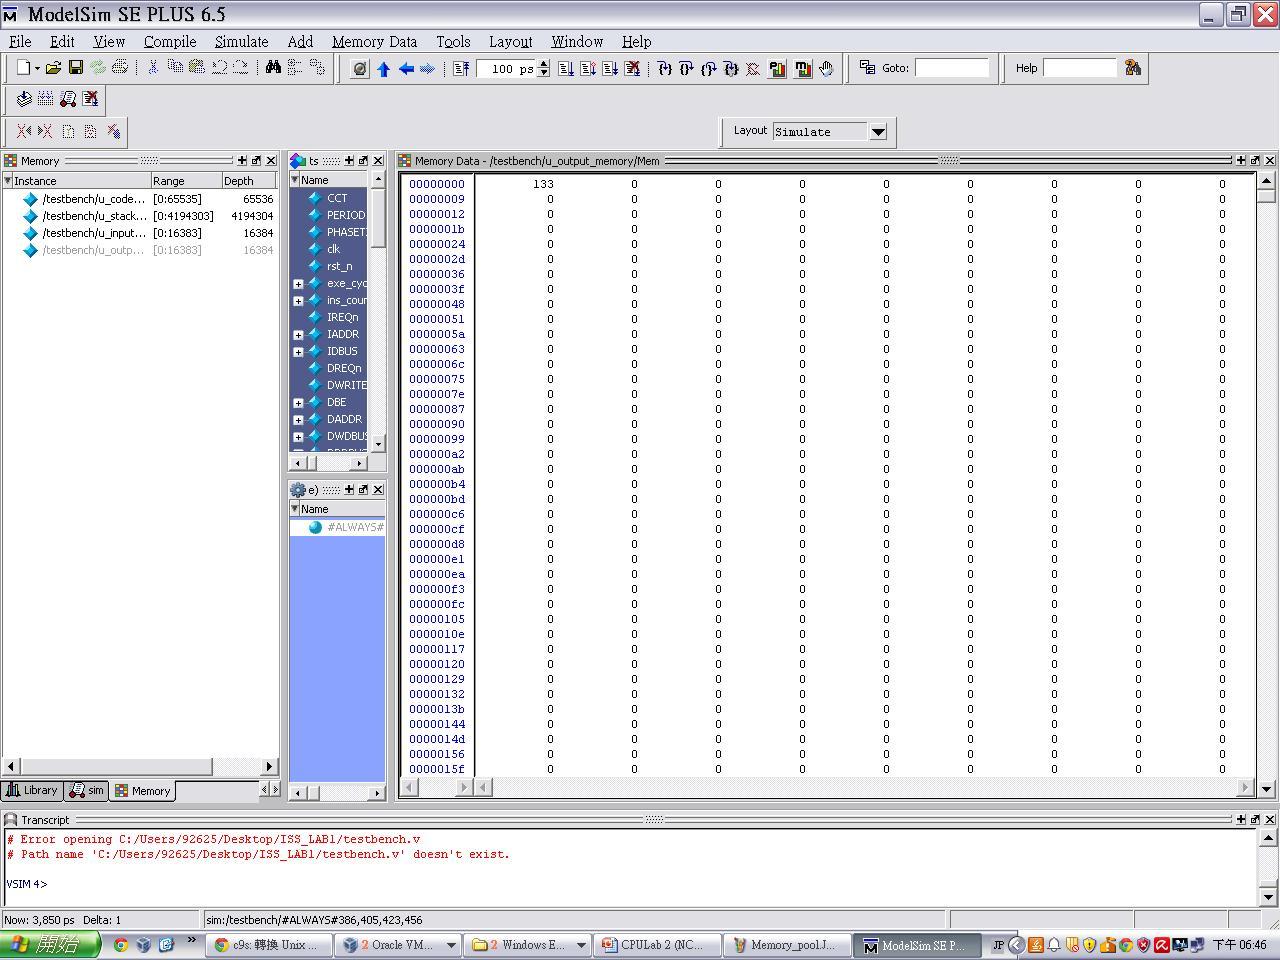 ModelSim SE PLUS 6.5
File Edit View Compile Simulate Add Memory Data Tools Layout Window Help
100 ps Goto: Help
Layout Simulate
Memory
Instance Range Depth
/testbench/u_code... [0:65535] 65536
/testbench/u_stack... [0:4194303] 4194304
/testbench/u_input... [0:16383] 16384
/testbench/u_outp... [0:16383] 16384
Library sim Memory
ts
Name
CCT
PERIOD
PHASETI
clk
rst_n
exe_cyc
ins_cour
IREQn
IADDR
IDBUS
DREQn
DWRITE
DBE
DADDR
DWDBUS
e)
Name
#ALWAYS#
Memory Data - /testbench/u_output_memory/Mem
00000000 133 0 0 0 0 0 0 0 0
00000009 0 0 0 0 0 0 0 0 0
00000012 0 0 0 0 0 0 0 0 0
0000001b 0 0 0 0 0 0 0 0 0
00000024 0 0 0 0 0 0 0 0 0
0000002d 0 0 0 0 0 0 0 0 0
00000036 0 0 0 0 0 0 0 0 0
0000003f 0 0 0 0 0 0 0 0 0
00000048 0 0 0 0 0 0 0 0 0
00000051 0 0 0 0 0 0 0 0 0
0000005a 0 0 0 0 0 0 0 0 0
00000063 0 0 0 0 0 0 0 0 0
0000006c 0 0 0 0 0 0 0 0 0
00000075 0 0 0 0 0 0 0 0 0
0000007e 0 0 0 0 0 0 0 0 0
00000087 0 0 0 0 0 0 0 0 0
00000090 0 0 0 0 0 0 0 0 0
00000099 0 0 0 0 0 0 0 0 0
000000a2 0 0 0 0 0 0 0 0 0
000000ab 0 0 0 0 0 0 0 0 0
000000b4 0 0 0 0 0 0 0 0 0
000000bd 0 0 0 0 0 0 0 0 0
000000c6 0 0 0 0 0 0 0 0 0
000000cf 0 0 0 0 0 0 0 0 0
000000d8 0 0 0 0 0 0 0 0 0
000000e1 0 0 0 0 0 0 0 0 0
000000ea 0 0 0 0 0 0 0 0 0
000000f3 0 0 0 0 0 0 0 0 0
000000fc 0 0 0 0 0 0 0 0 0
00000105 0 0 0 0 0 0 0 0 0
0000010e 0 0 0 0 0 0 0 0 0
00000117 0 0 0 0 0 0 0 0 0
00000120 0 0 0 0 0 0 0 0 0
00000129 0 0 0 0 0 0 0 0 0
00000132 0 0 0 0 0 0 0 0 0
0000013b 0 0 0 0 0 0 0 0 0
00000144 0 0 0 0 0 0 0 0 0
0000014d 0 0 0 0 0 0 0 0 0
00000156 0 0 0 0 0 0 0 0 0
0000015f 0 0 0 0 0 0 0 0 0
Transcript
# Error opening C:/Users/92625/Desktop/ISS_LAB1/testbench.v
# Path name 'C:/Users/92625/Desktop/ISS_LAB1/testbench.v' doesn't exist.
VSIM 4>
Now: 3,850 ps Delta: 1 sim:/testbench/#ALWAYS#386,405,423,456
開始 » c9s: 轉換 Unix ... 2 Oracle VM... 2 Windows E... CPULab 2 (NC... Memory_pool.J... ModelSim SE P... JP 下午 06:46